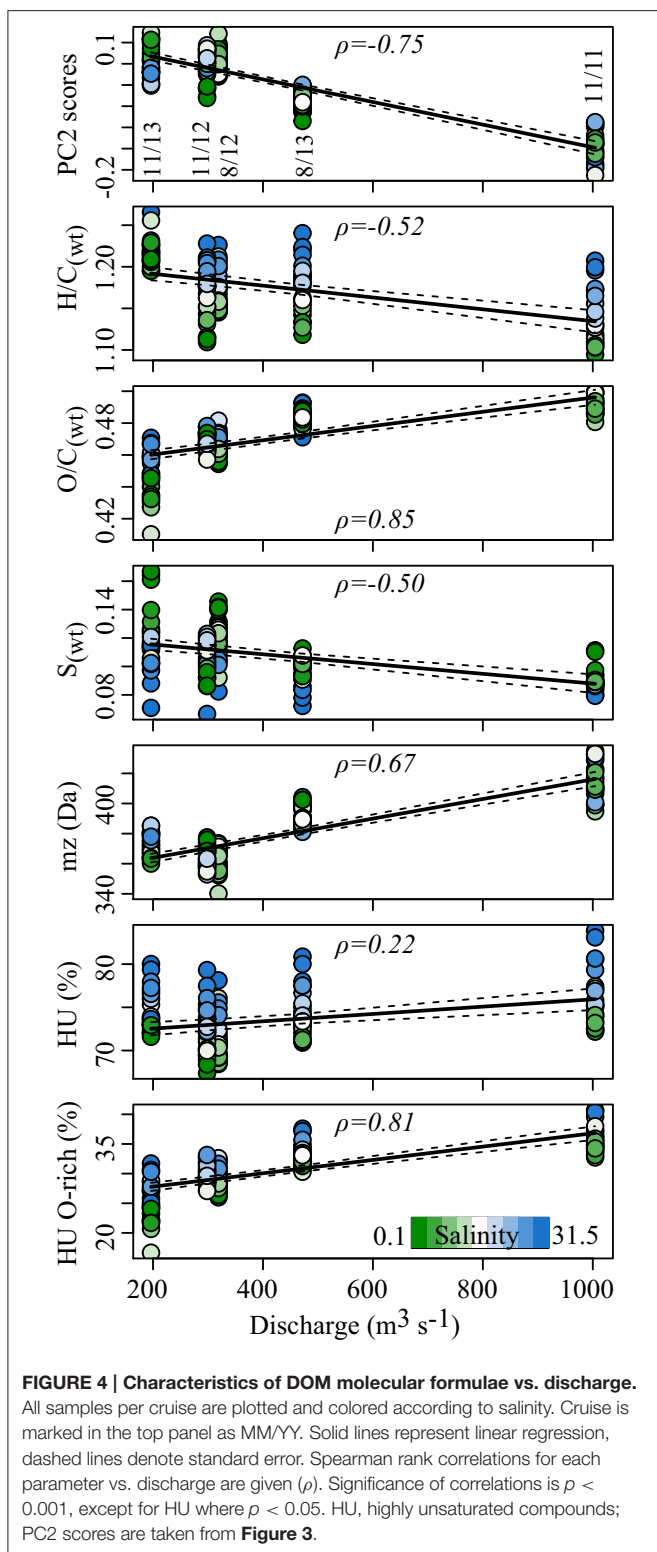 PC2 scores
0.1
-0.2
ρ=-0.75
11/13
11/12
8/12
8/13
11/11
H/C(wt)
1.20
1.10
ρ=-0.52
O/C(wt)
0.48
0.42
ρ=0.85
S(wt)
0.14
0.08
ρ=-0.50
mz (Da)
400
340
ρ=0.67
HU (%)
80
70
ρ=0.22
HU O-rich (%)
35
20
ρ=0.81
0.1 Salinity 31.5
200 400 600 800 1000
Discharge (m3 s-1)
FIGURE 4 | Characteristics of DOM molecular formulae vs. discharge.
All samples per cruise are plotted and colored according to salinity. Cruise is
marked in the top panel as MM/YY. Solid lines represent linear regression,
dashed lines denote standard error. Spearman rank correlations for each
parameter vs. discharge are given (ρ). Significance of correlations is p <
0.001, except for HU where p < 0.05. HU, highly unsaturated compounds;
PC2 scores are taken from Figure 3.